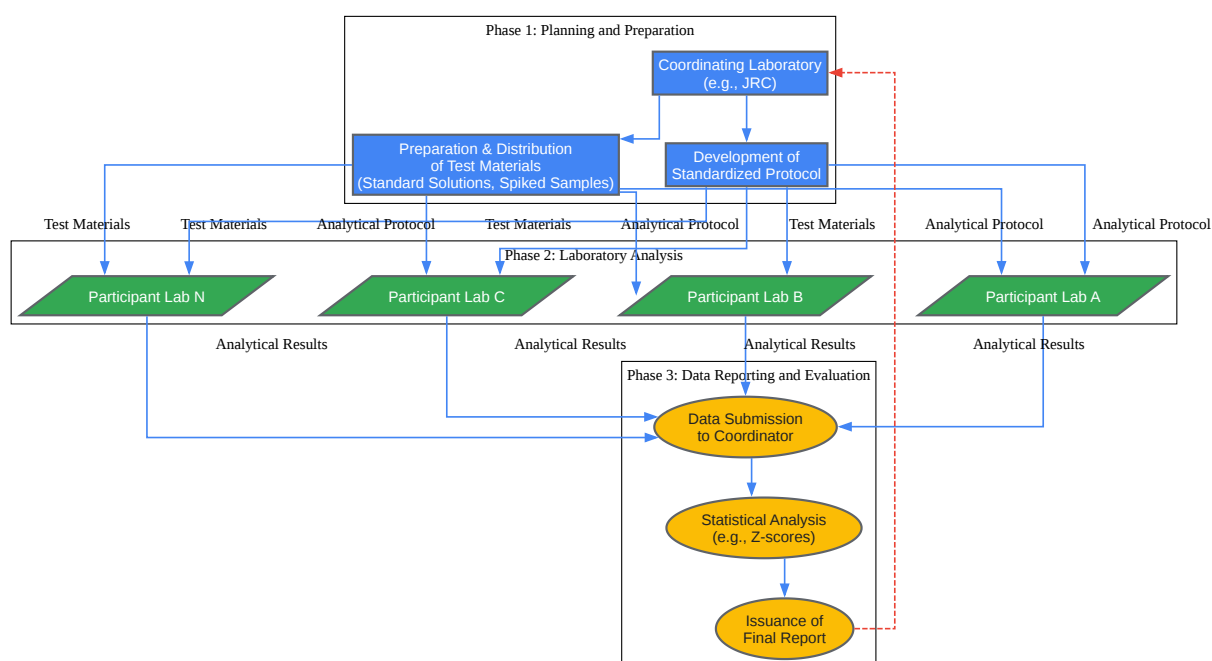 Phase 1: Planning and Preparation
Coordinating Laboratory
(e.g., JRC)
Preparation & Distribution
of Test Materials
(Standard Solutions, Spiked Samples)
Development of
Standardized Protocol
Test Materials
Test Materials
Analytical Protocol
Test Materials
Analytical Protocol
Test Materials
Analytical Protocol
Analytical Protocol
Phase 2: Laboratory Analysis
Participant Lab N
Participant Lab C
Participant Lab B
Participant Lab A
Analytical Results
Analytical Results
Analytical Results
Analytical Results
Phase 3: Data Reporting and Evaluation
Data Submission
to Coordinator
Statistical Analysis
(e.g., Z-scores)
Issuance of
Final Report